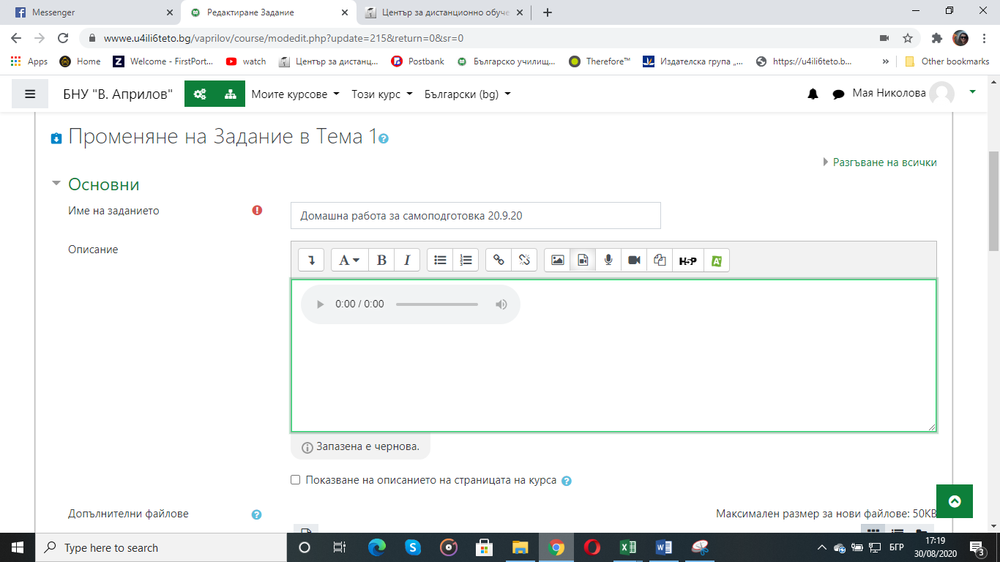 Messenger
Редактиране Задание
Център за дистанционно обуче
wwwe.u4ili6teto.bg/vaprilov/course/modedit.php?update=215&return=0&sr=0
Apps Home Welcome - FirstPort... watch Център за дистанц... Postbank Българско училищ... Therefore™ Издателска група „... https://u4ili6teto.b... » Other bookmarks
БНУ "В. Априлов" Моите курсове Този курс Български (bg) Мая Николова
Променяне на Задание в Тема 1
Разгъване на всички
Основни
Име на заданието
Домашна работа за самоподготовка 20.9.20
Описание
A B I H5P A+
0:00 / 0:00
Запазена е чернова.
Показване на описанието на страницата на курса
Допълнителни файлове
Максимален размер за нови файлове: 50KB
Type here to search
БГР
17:19
30/08/2020
3